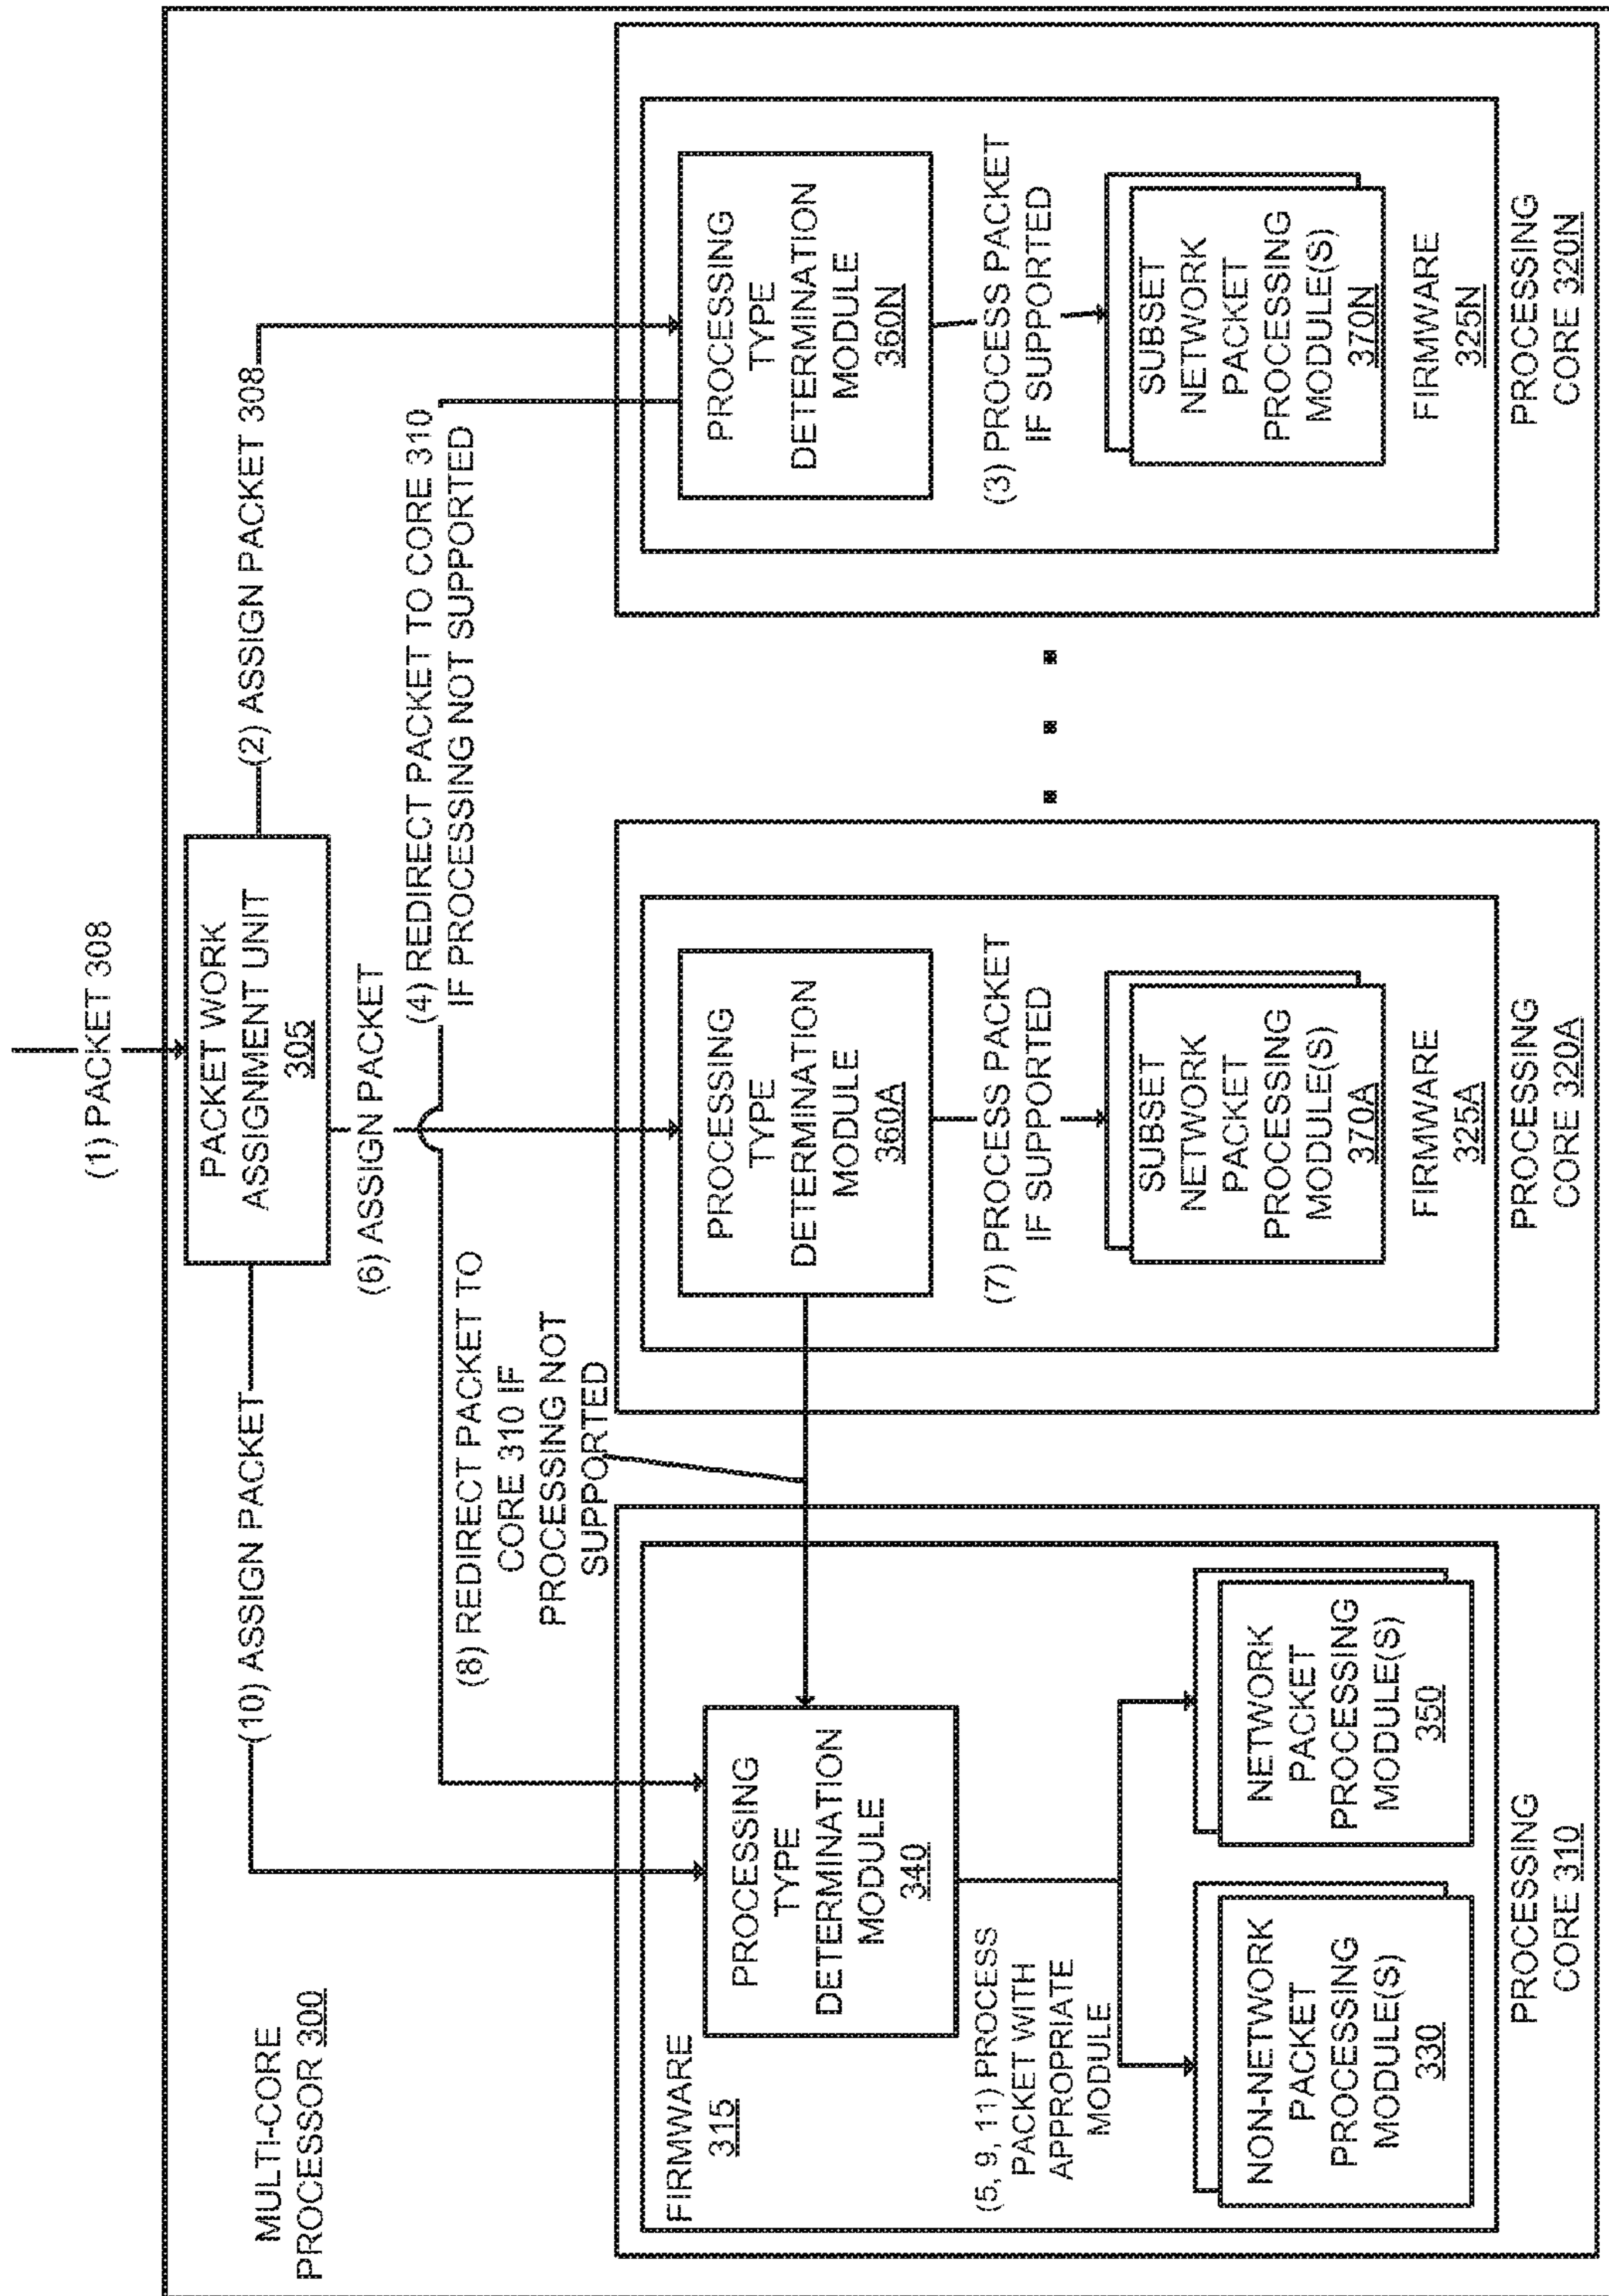 (1) PACKET 308
MULTI-CORE
PROCESSOR 300
PACKET WORK
ASSIGNMENT UNIT
305
(10) ASSIGN PACKET
(2) ASSIGN PACKET 308
(6) ASSIGN PACKET
(4) REDIRECT PACKET TO CORE 310
IF PROCESSING NOT SUPPORTED
(8) REDIRECT PACKET TO
CORE 310 IF
PROCESSING NOT
SUPPORTED
FIRMWARE
315
PROCESSING
TYPE
DETERMINATION
MODULE
340
(5, 9, 11) PROCESS
PACKET WITH
APPROPRIATE
MODULE
NON-NETWORK
PACKET
PROCESSING
MODULE(S)
330
NETWORK
PACKET
PROCESSING
MODULE(S)
350
PROCESSING
CORE 310
PROCESSING
TYPE
DETERMINATION
MODULE
360A
(7) PROCESS PACKET
IF SUPPORTED
SUBSET
NETWORK
PACKET
PROCESSING
MODULE(S)
370A
FIRMWARE
325A
PROCESSING
CORE 320A
PROCESSING
TYPE
DETERMINATION
MODULE
360N
(3) PROCESS PACKET
IF SUPPORTED
SUBSET
NETWORK
PACKET
PROCESSING
MODULE(S)
370N
FIRMWARE
325N
PROCESSING
CORE 320N